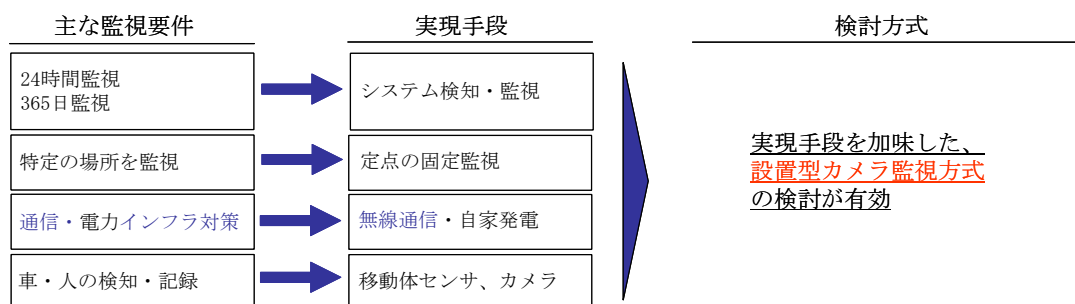 主な監視要件
実現手段
検討方式
24時間監視
365日監視
システム検知・監視
特定の場所を監視
定点の固定監視
通信・電力インフラ対策
無線通信・自家発電
車・人の検知・記録
移動体センサ、カメラ
実現手段を加味した、
設置型カメラ監視方式
の検討が有効